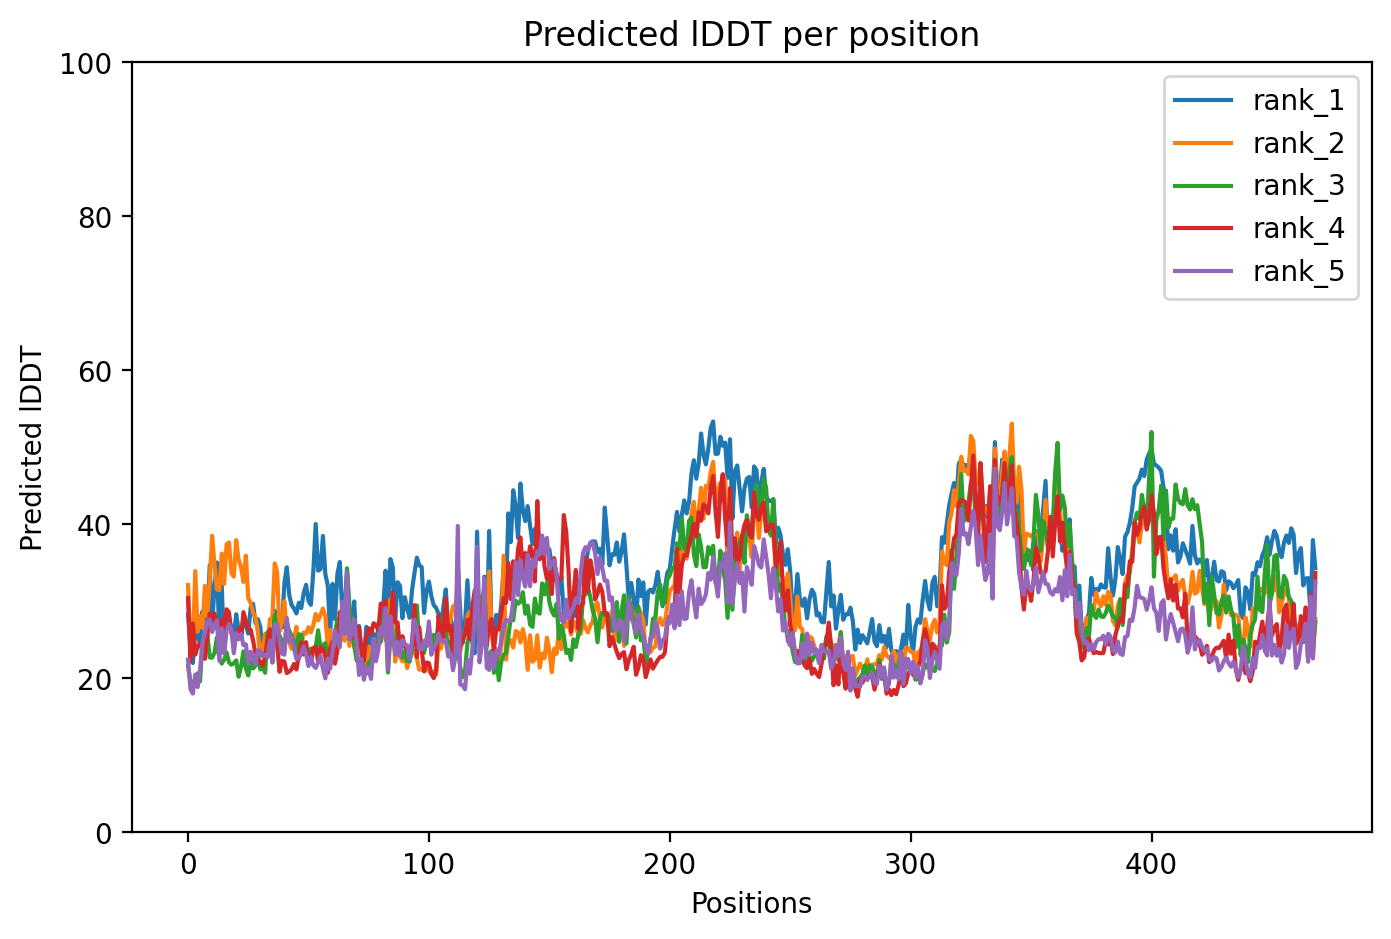 Predicted lDDT per position
100
80
60
40
20
0
Predicted lDDT
0 100 200 300 400
Positions
rank_1
rank_2
rank_3
rank_4
rank_5